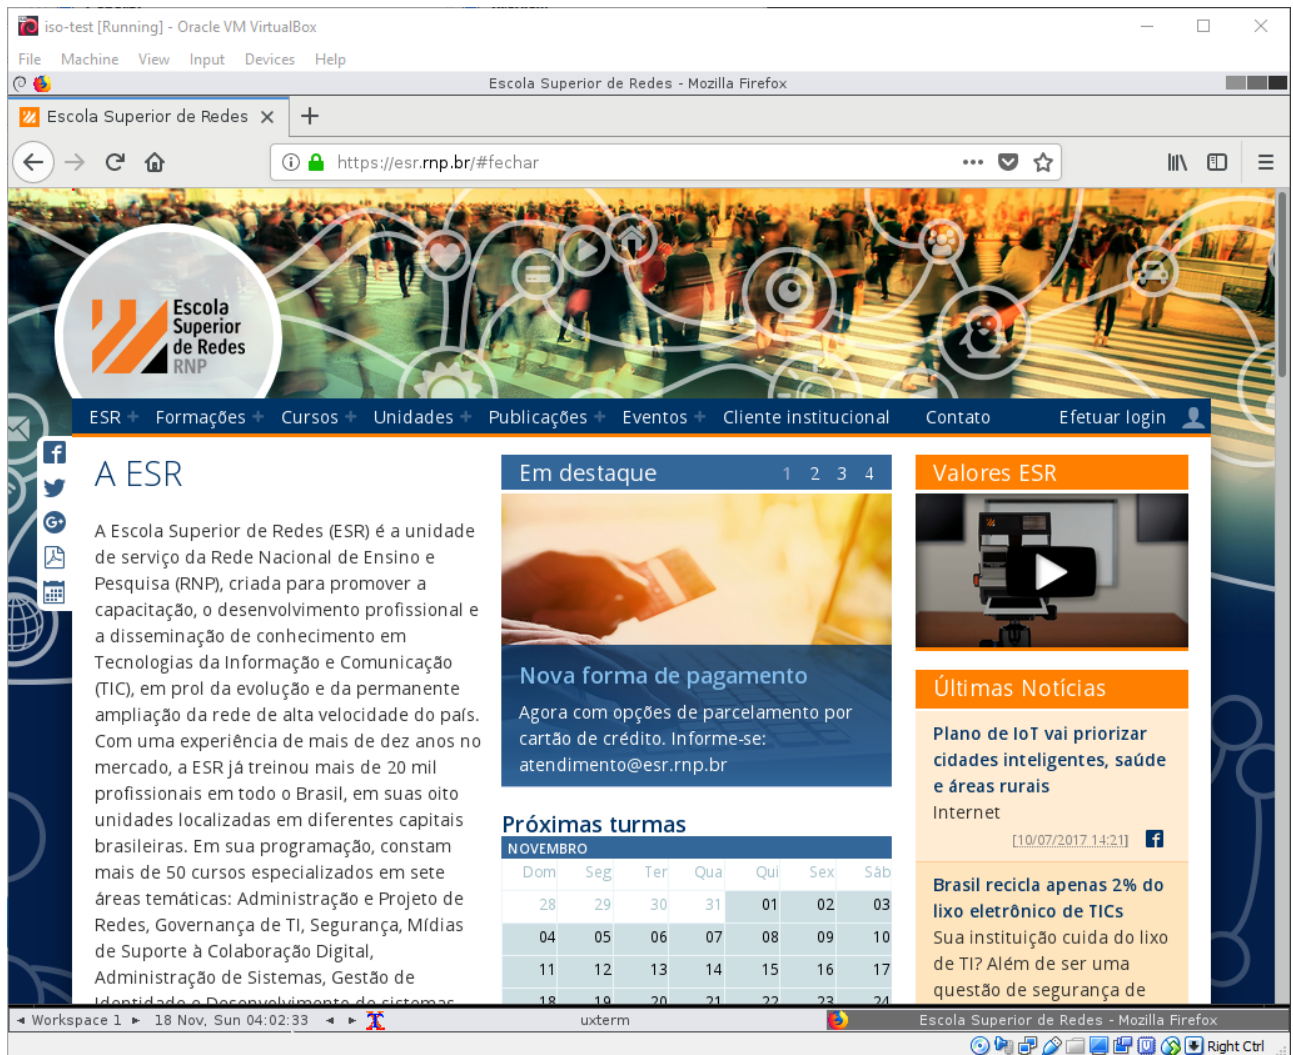 iso-test [Running] - Oracle VM VirtualBox
File Machine View Input Devices Help
Escola Superior de Redes - Mozilla Firefox
Escola Superior de Redes
https://esr.rnp.br/#fechar
Escola
Superior
de Redes
RNP
ESR + Formações + Cursos + Unidades + Publicações + Eventos + Cliente institucional Contato Efetuar login
A ESR
A Escola Superior de Redes (ESR) é a unidade
de serviço da Rede Nacional de Ensino e
Pesquisa (RNP), criada para promover a
capacitação, o desenvolvimento profissional e
a disseminação de conhecimento em
Tecnologias da Informação e Comunicação
(TIC), em prol da evolução e da permanente
ampliação da rede de alta velocidade do país.
Com uma experiência de mais de dez anos no
mercado, a ESR já treinou mais de 20 mil
profissionais em todo o Brasil, em suas oito
unidades localizadas em diferentes capitais
brasileiras. Em sua programação, constam
mais de 50 cursos especializados em sete
áreas temáticas: Administração e Projeto de
Redes, Governança de TI, Segurança, Mídias
de Suporte à Colaboração Digital,
Administração de Sistemas, Gestão de
Identidade e Desenvolvimento de sistemas
Em destaque 1 2 3 4
Nova forma de pagamento
Agora com opções de parcelamento por
cartão de crédito. Informe-se:
atendimento@esr.rnp.br
Próximas turmas
NOVEMBRO
Dom Seg Ter Qua Qui Sex Sáb
28 29 30 31 01 02 03
04 05 06 07 08 09 10
11 12 13 14 15 16 17
18 19 20 21 22 23 24
Valores ESR
Últimas Notícias
Plano de IoT vai priorizar
cidades inteligentes, saúde
e áreas rurais
Internet
[10/07/2017 14:21]
Brasil recicla apenas 2% do
lixo eletrônico de TICs
Sua instituição cuida do lixo
de TI? Além de ser uma
questão de segurança de
Workspace 1 18 Nov, Sun 04:02:33 uxterm Escola Superior de Redes - Mozilla Firefox
Right Ctrl